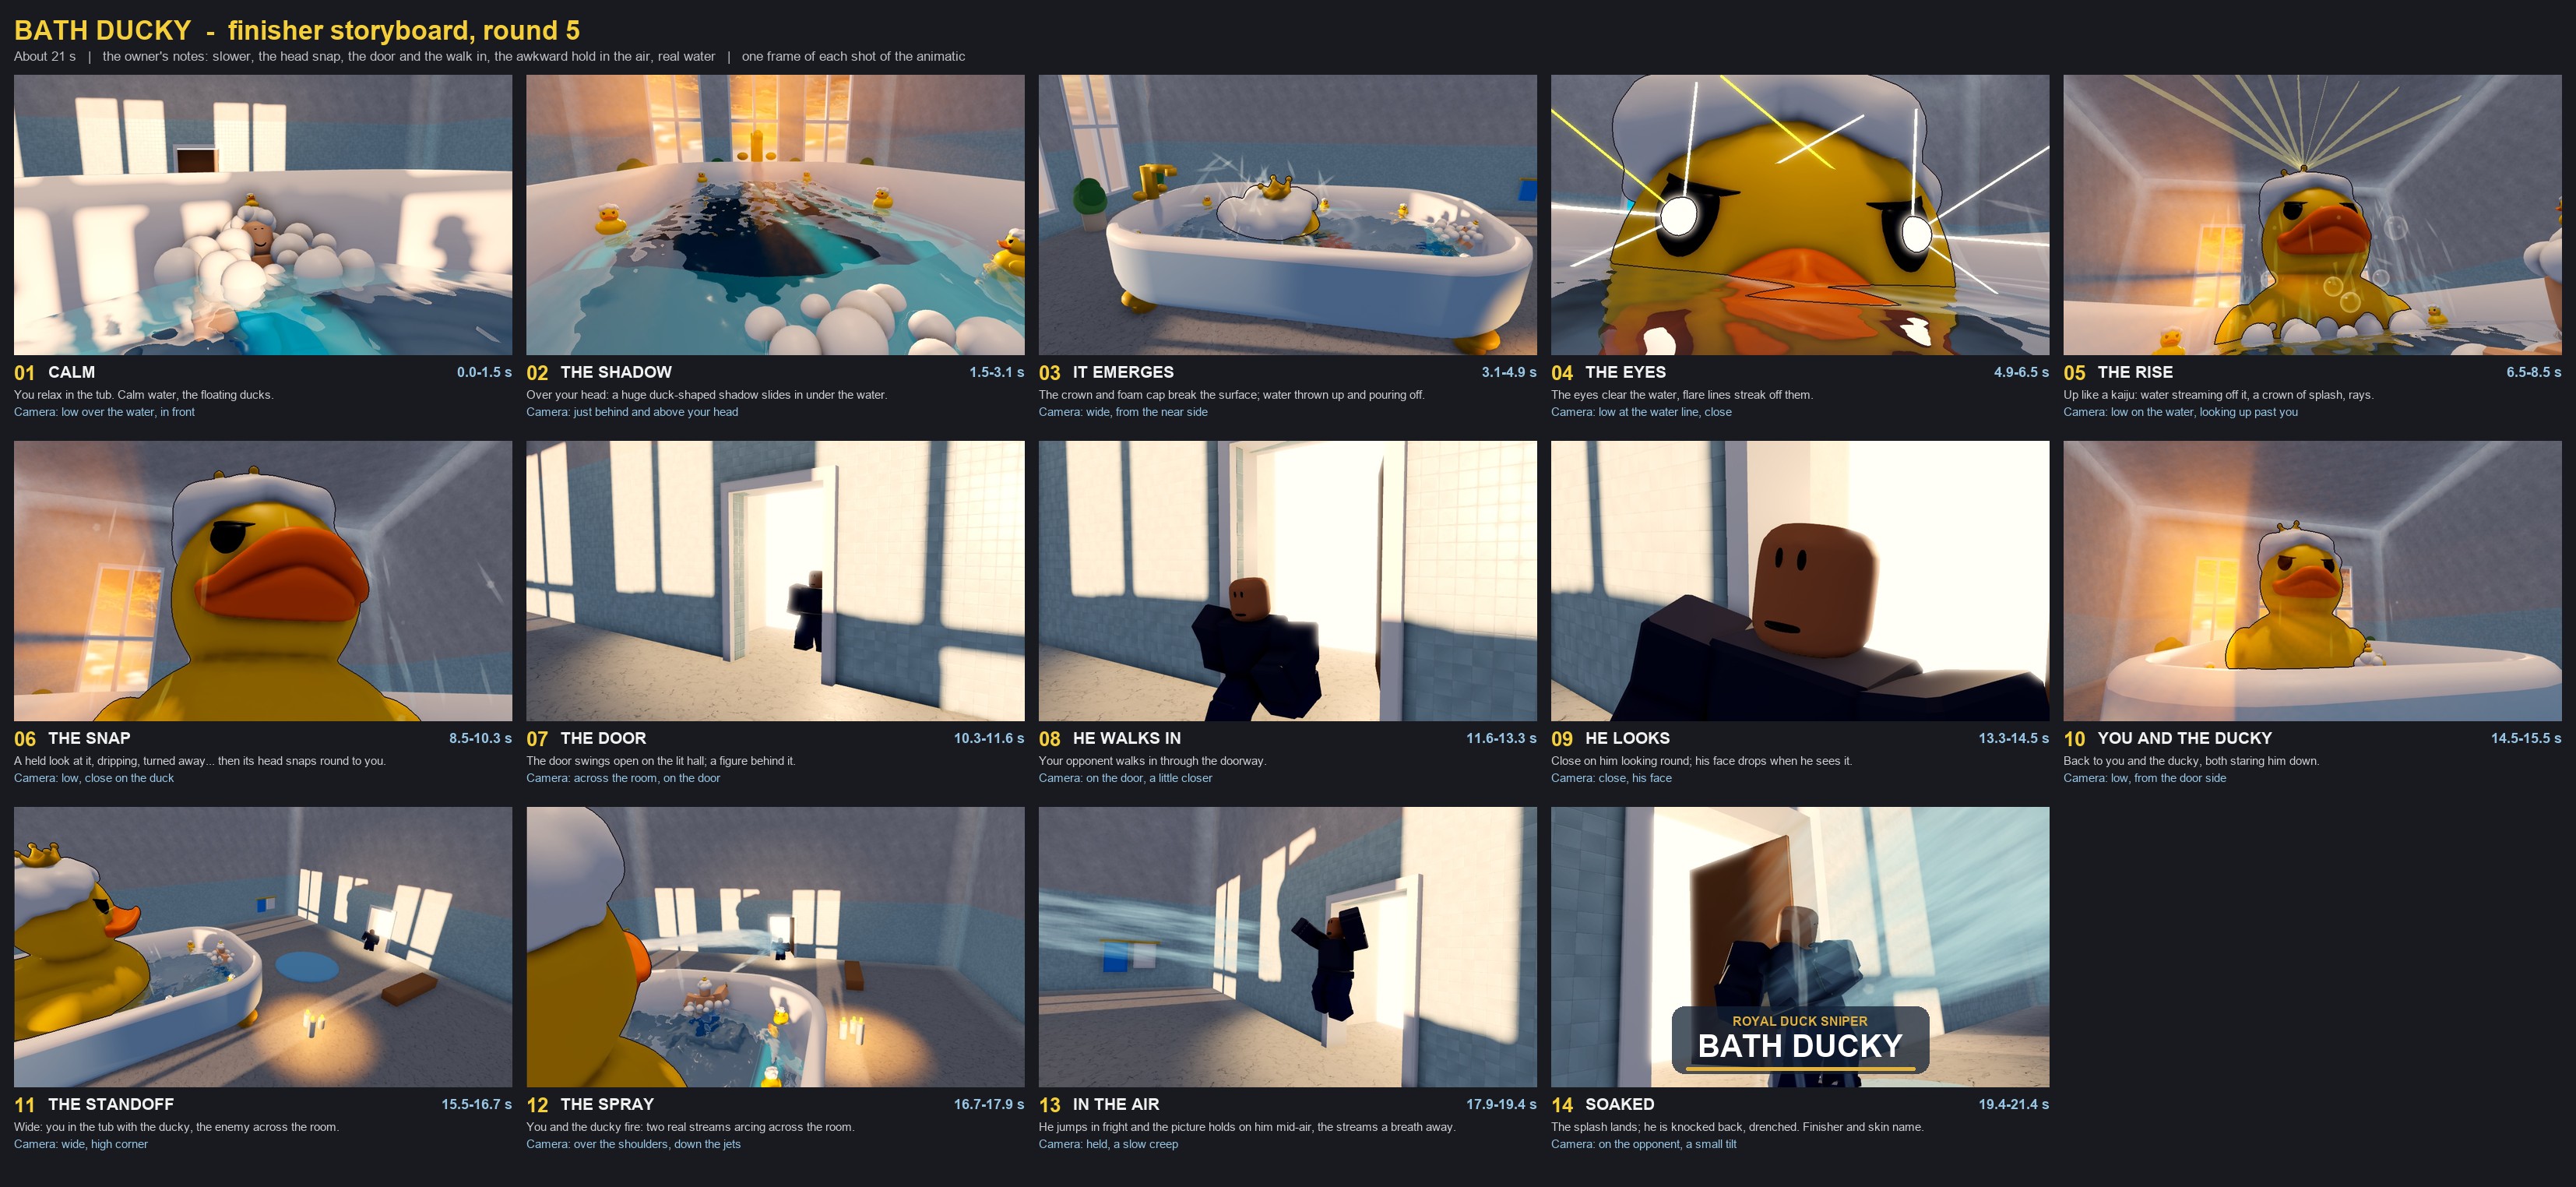 BATH DUCKY - finisher storyboard, round 5
About 21 s | the owner's notes: slower, the head snap, the door and the walk in, the awkward hold in the air, real water | one frame of each shot of the animatic
01 CALM 0.0-1.5 s
You relax in the tub. Calm water, the floating ducks.
Camera: low over the water, in front
02 THE SHADOW 1.5-3.1 s
Over your head: a huge duck-shaped shadow slides in under the water.
Camera: just behind and above your head
03 IT EMERGES 3.1-4.9 s
The crown and foam cap break the surface; water thrown up and pouring off.
Camera: wide, from the near side
04 THE EYES 4.9-6.5 s
The eyes clear the water, flare lines streak off them.
Camera: low at the water line, close
05 THE RISE 6.5-8.5 s
Up like a kaiju: water streaming off it, a crown of splash, rays.
Camera: low on the water, looking up past you
06 THE SNAP 8.5-10.3 s
A held look at it, dripping, turned away... then its head snaps round to you.
Camera: low, close on the duck
07 THE DOOR 10.3-11.6 s
The door swings open on the lit hall; a figure behind it.
Camera: across the room, on the door
08 HE WALKS IN 11.6-13.3 s
Your opponent walks in through the doorway.
Camera: on the door, a little closer
09 HE LOOKS 13.3-14.5 s
Close on him looking round; his face drops when he sees it.
Camera: close, his face
10 YOU AND THE DUCKY 14.5-15.5 s
Back to you and the ducky, both staring him down.
Camera: low, from the door side
11 THE STANDOFF 15.5-16.7 s
Wide: you in the tub with the ducky, the enemy across the room.
Camera: wide, high corner
12 THE SPRAY 16.7-17.9 s
You and the ducky fire: two real streams arcing across the room.
Camera: over the shoulders, down the jets
13 IN THE AIR 17.9-19.4 s
He jumps in fright and the picture holds on him mid-air, the streams a breath away.
Camera: held, a slow creep
ROYAL DUCK SNIPER
BATH DUCKY
14 SOAKED 19.4-21.4 s
The splash lands; he is knocked back, drenched. Finisher and skin name.
Camera: on the opponent, a small tilt